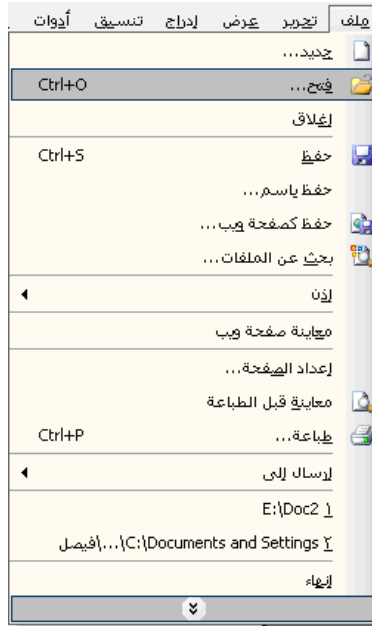 ملف تحرير عرض إدراج تنسيق أدوات
جديد...
فتح... Ctrl+O
إغلاق
حفظ Ctrl+S
حفظ باسم...
حفظ كصفحة ويب...
بحث عن الملفات...
إذن
معاينة صفحة ويب
إعداد الصفحة...
معاينة قبل الطباعة
طباعة... Ctrl+P
إرسال إلى
١ E:\Doc2
٢ C:\Documents and Settings\...\فيصل
إنهاء